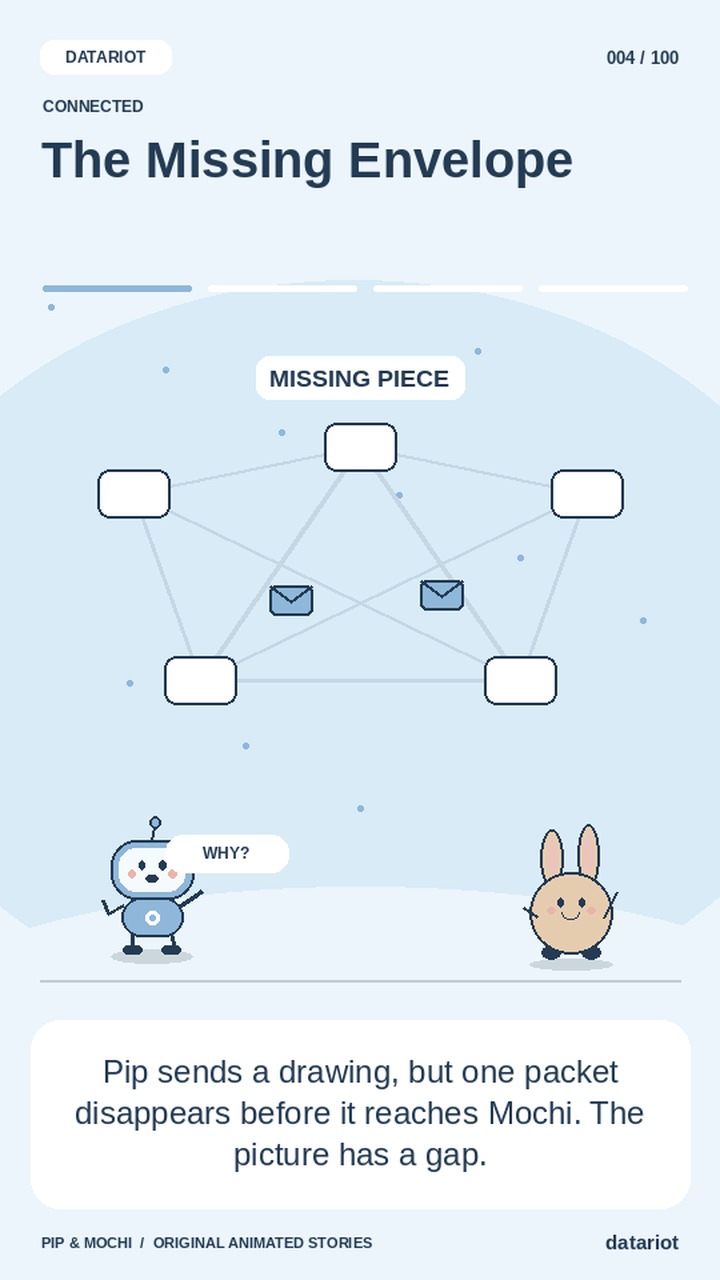 DATARIOT
004 / 100
CONNECTED
The Missing Envelope
MISSING PIECE
WHY?
Pip sends a drawing, but one packet
disappears before it reaches Mochi. The
picture has a gap.
PIP & MOCHI / ORIGINAL ANIMATED STORIES
datariot